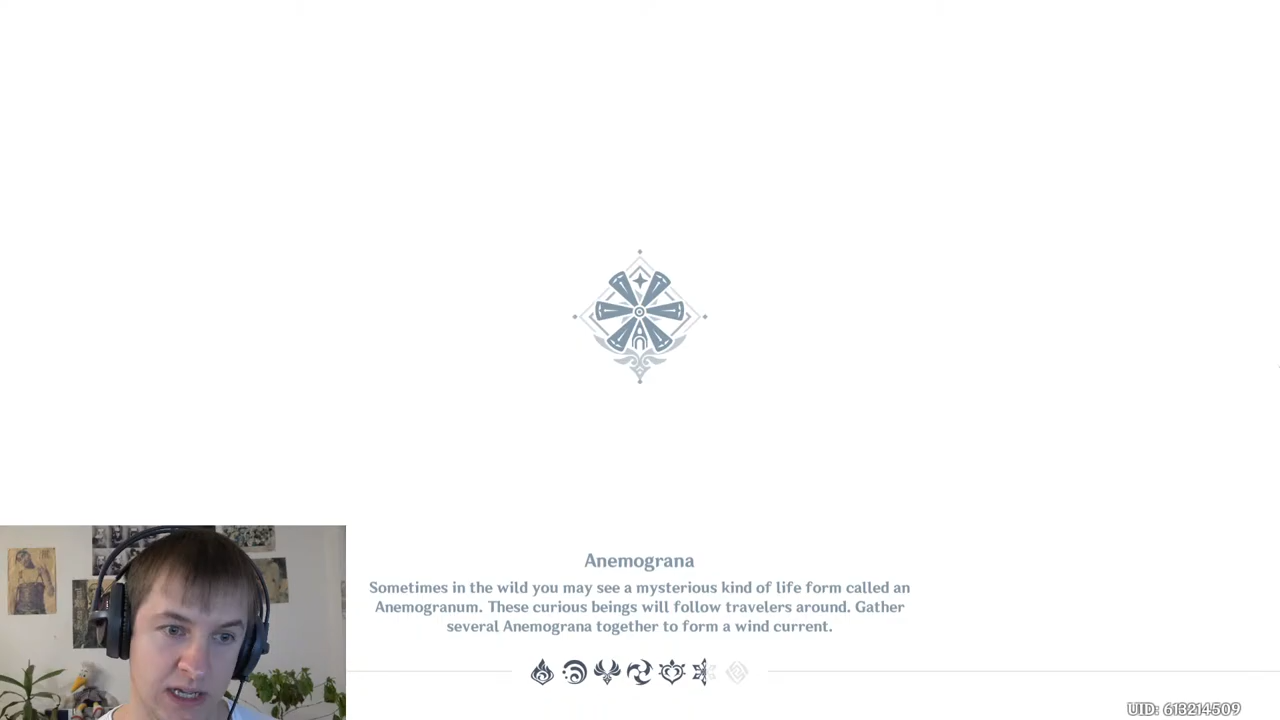 Anemograna
Sometimes in the wild you may see a mysterious kind of life form called an
Anemogranum. These curious beings will follow travelers around. Gather
several Anemograna together to form a wind current.
UID: 613214509